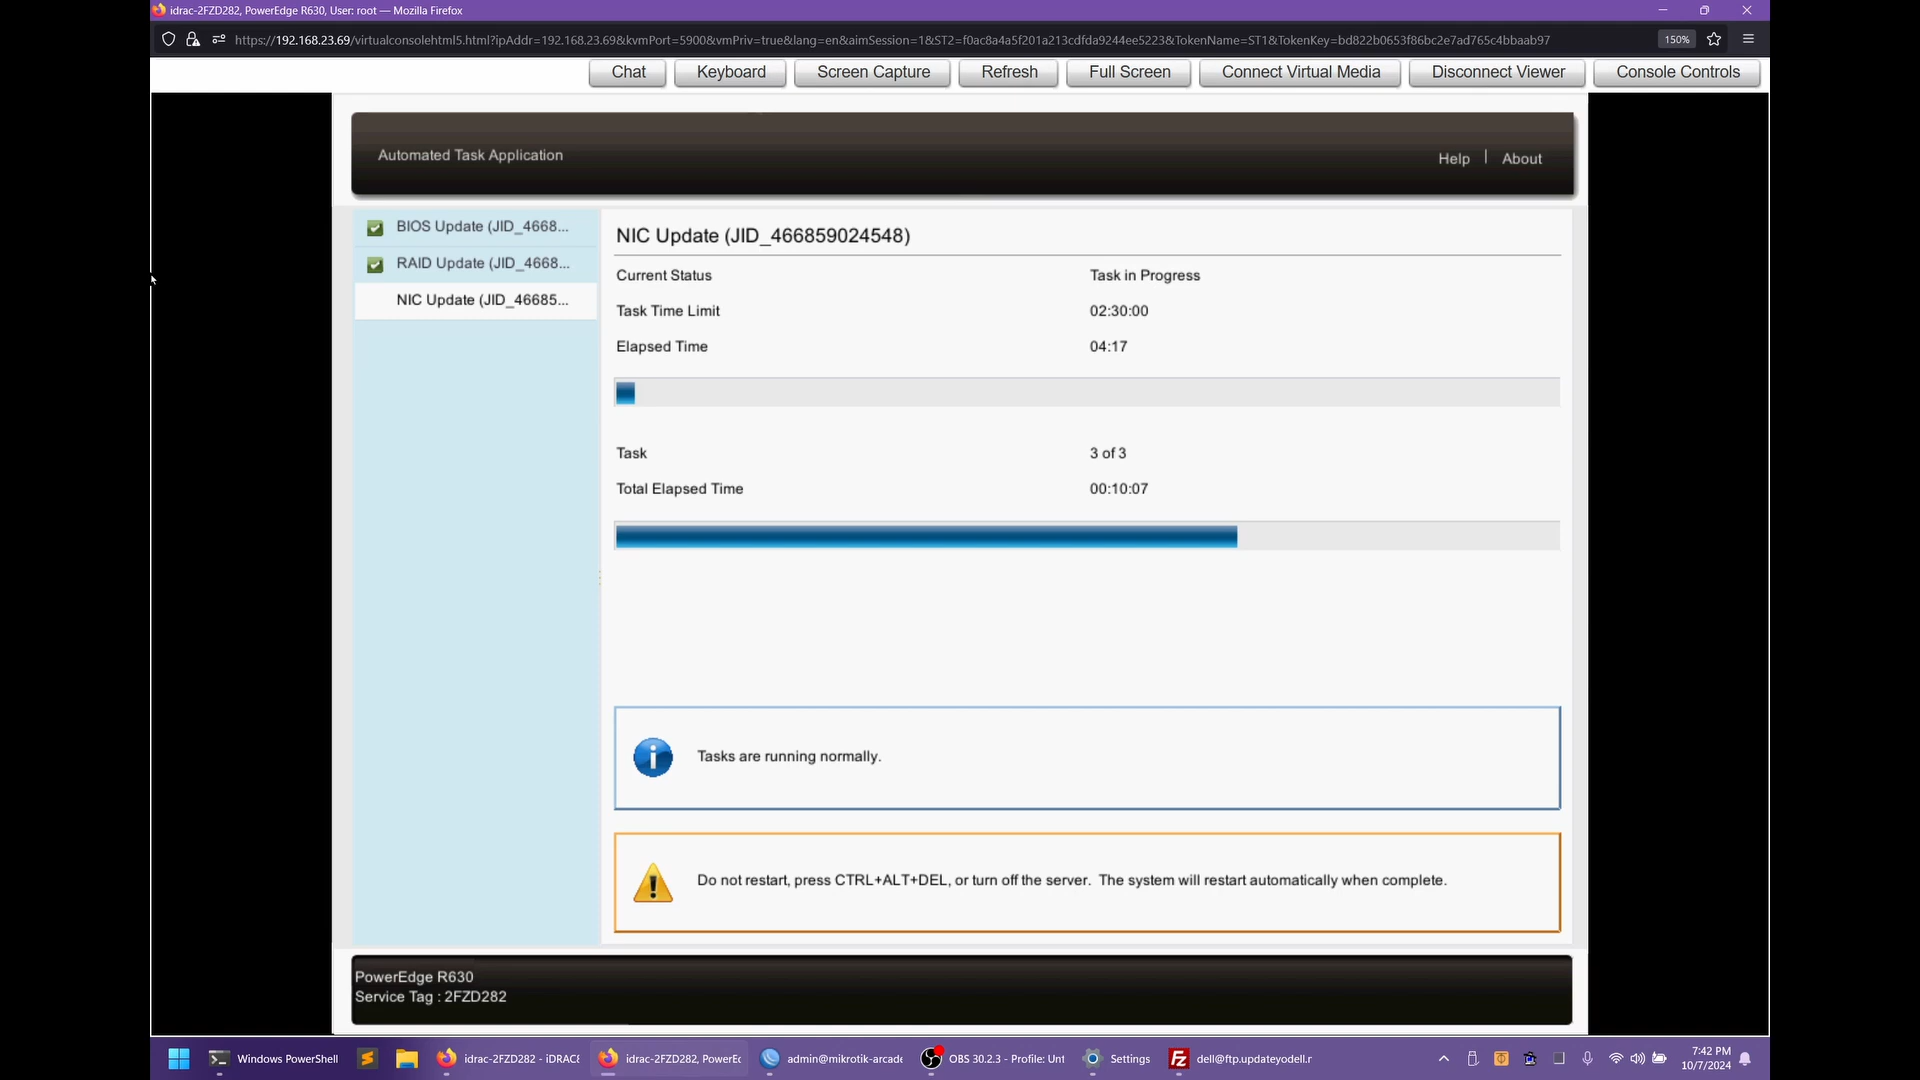 idrac-2FZD282, PowerEdge R630, User: root — Mozilla Firefox
https://192.168.23.69/virtualconsolehtml5.html?ipAddr=192.168.23.69&kvmPort=5900&vmPriv=true&lang=en&aimSession=1&ST2=f0ac8a4a5f201a213cdfda9244ee5223&TokenName=ST1&TokenKey=bd822b0653f86bc2e7ad765c4bbaab97
150%
Chat Keyboard Screen Capture Refresh Full Screen Connect Virtual Media Disconnect Viewer Console Controls
Automated Task Application
Help | About
BIOS Update (JID_4668...
RAID Update (JID_4668...
NIC Update (JID_46685...
NIC Update (JID_466859024548)
Current Status Task in Progress
Task Time Limit 02:30:00
Elapsed Time 04:17
Task 3 of 3
Total Elapsed Time 00:10:07
Tasks are running normally.
Do not restart, press CTRL+ALT+DEL, or turn off the server. The system will restart automatically when complete.
PowerEdge R630
Service Tag : 2FZD282
Windows PowerShell
idrac-2FZD282 - iDRAC8
idrac-2FZD282, PowerEc
admin@mikrotik-arcade
OBS 30.2.3 - Profile: Unt
Settings
dell@ftp.updateyodell.r
7:42 PM
10/7/2024